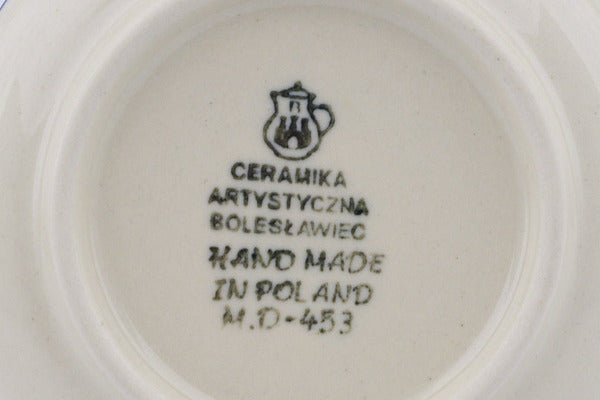 B
CERAMIKA
ARTYSTYCZNA
BOLESŁAWIEC
HAND MADE
IN POLAND
M.D-453